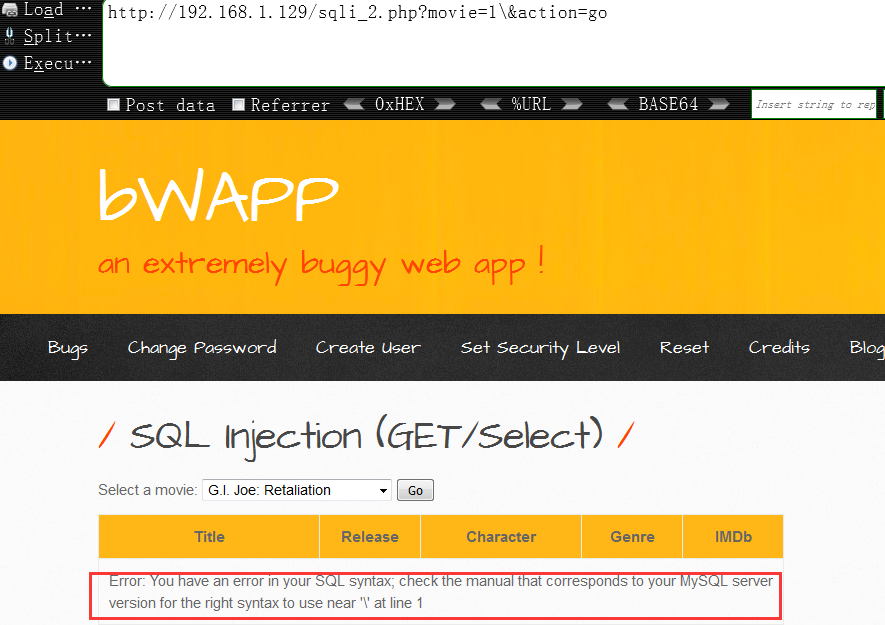 Load ···
http://192.168.1.129/sqli_2.php?movie=1\&action=go
Split···
Execu···
Post data Referrer 0xHEX %URL BASE64 Insert string to rep
bWAPP
an extremely buggy web app !
Bugs Change Password Create User Set Security Level Reset Credits Blog
/ SQL Injection (GET/Select) /
Select a movie: G.I. Joe: Retaliation Go
Title Release Character Genre IMDb
Error: You have an error in your SQL syntax; check the manual that corresponds to your MySQL server
version for the right syntax to use near '\' at line 1